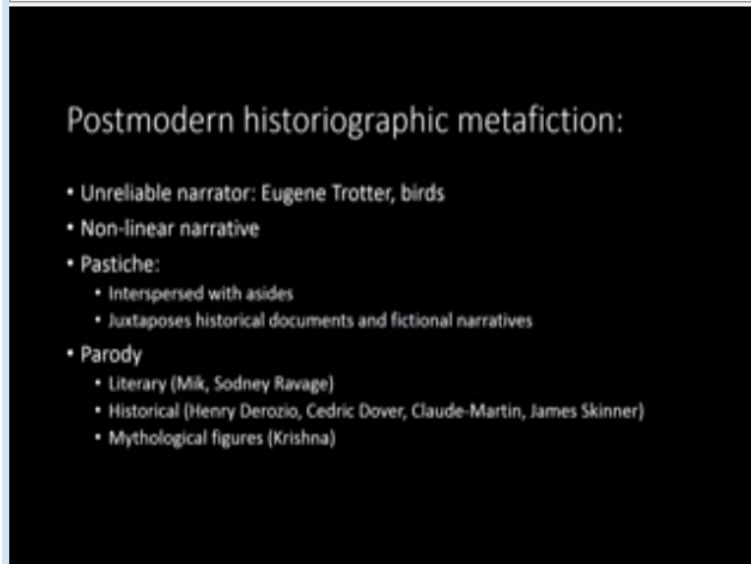 Postmodern historiographic metafiction:
• Unreliable narrator: Eugene Trotter, birds
• Non-linear narrative
• Pastiche:
• Interspersed with asides
• Juxtaposes historical documents and fictional narratives
• Parody
• Literary (Mik, Sodney Ravage)
• Historical (Henry Derozio, Cedric Dover, Claude-Martin, James Skinner)
• Mythological figures (Krishna)